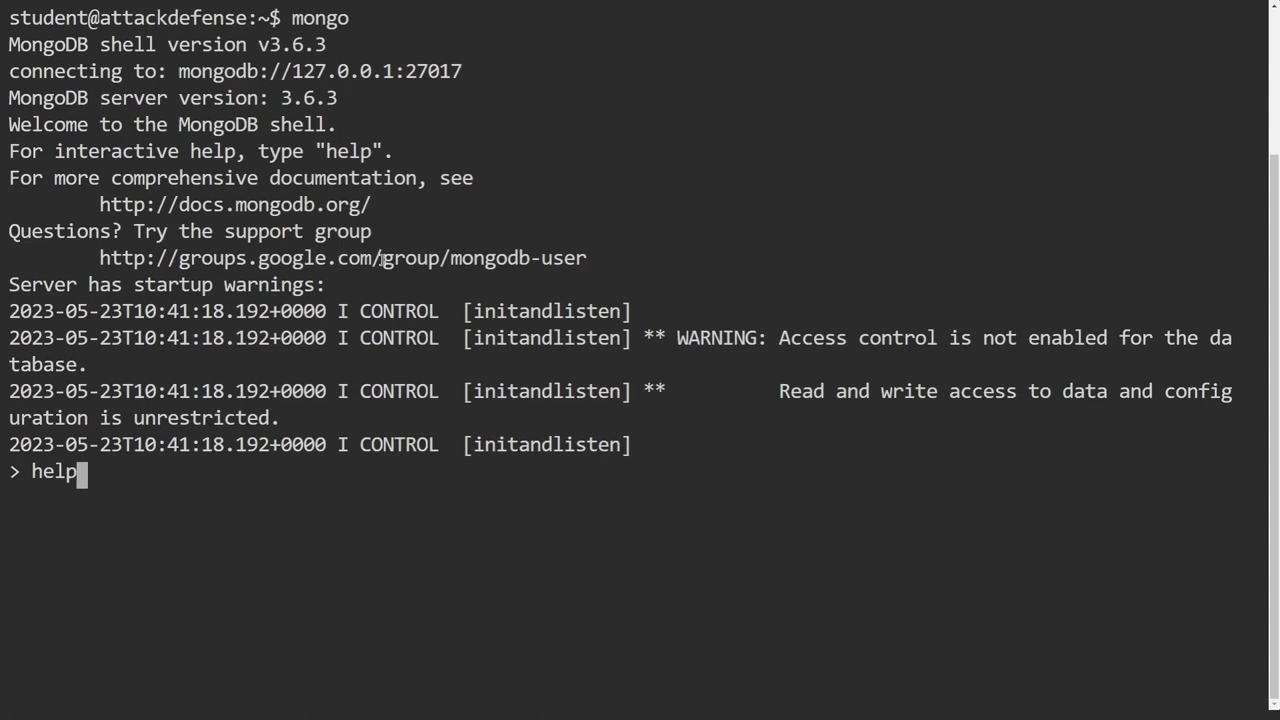 student@attackdefense:~$ mongo
MongoDB shell version v3.6.3
connecting to: mongodb://127.0.0.1:27017
MongoDB server version: 3.6.3
Welcome to the MongoDB shell.
For interactive help, type "help".
For more comprehensive documentation, see
        http://docs.mongodb.org/
Questions? Try the support group
        http://groups.google.com/group/mongodb-user
Server has startup warnings:
2023-05-23T10:41:18.192+0000 I CONTROL  [initandlisten]
2023-05-23T10:41:18.192+0000 I CONTROL  [initandlisten] ** WARNING: Access control is not enabled for the da
tabase.
2023-05-23T10:41:18.192+0000 I CONTROL  [initandlisten] **          Read and write access to data and config
uration is unrestricted.
2023-05-23T10:41:18.192+0000 I CONTROL  [initandlisten]
> help